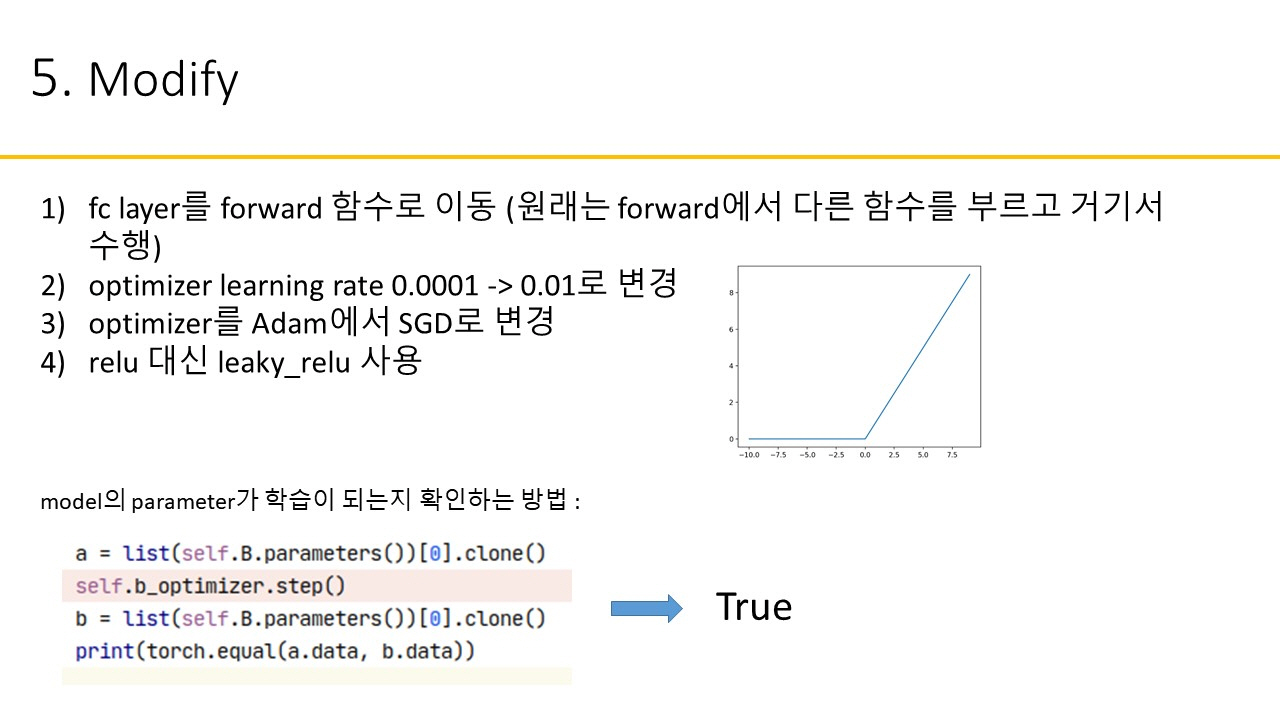 5. Modify
1) fc layer를 forward 함수로 이동 (원래는 forward에서 다른 함수를 부르고 거기서
수행)
2) optimizer learning rate 0.0001 -> 0.01로 변경
3) optimizer를 Adam에서 SGD로 변경
4) relu 대신 leaky_relu 사용
8
6
4
2
0
−10.0 −7.5 −5.0 −2.5 0.0 2.5 5.0 7.5
model의 parameter가 학습이 되는지 확인하는 방법 :
a = list(self.B.parameters())[0].clone()
self.b_optimizer.step()
b = list(self.B.parameters())[0].clone()
print(torch.equal(a.data, b.data))
True